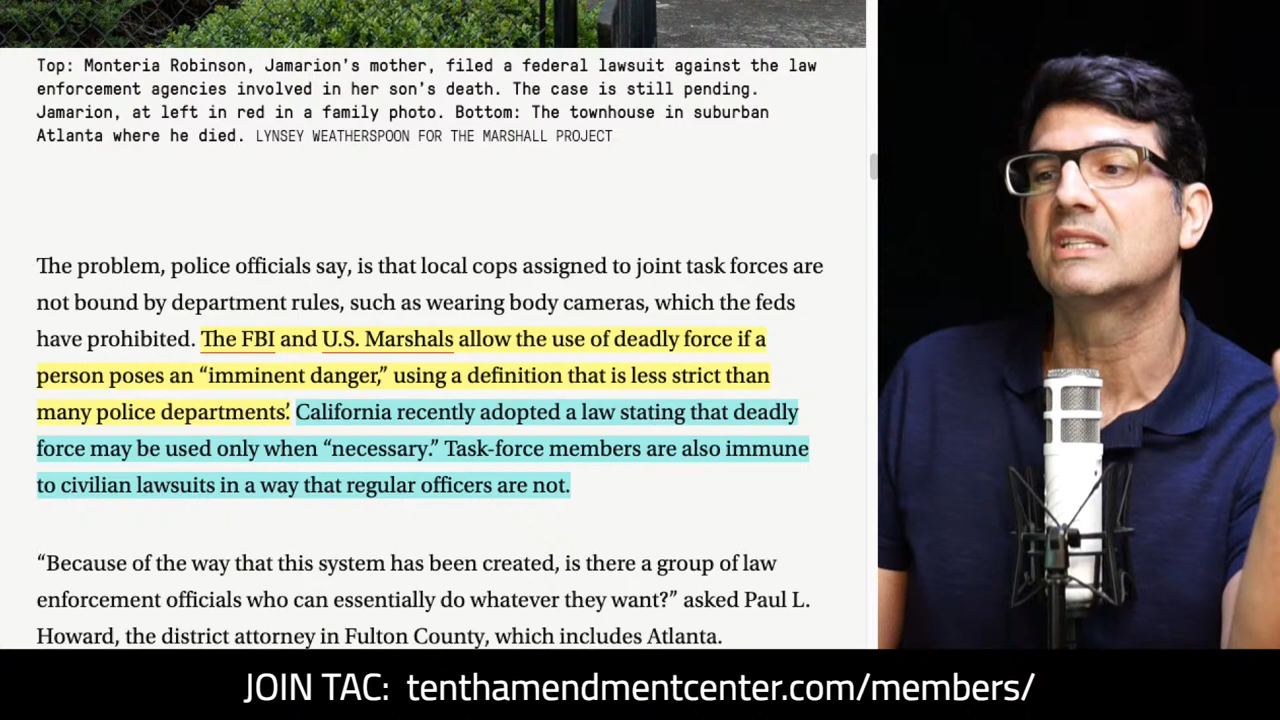 Top: Monteria Robinson, Jamarion’s mother, filed a federal lawsuit against the law
enforcement agencies involved in her son’s death. The case is still pending.
Jamarion, at left in red in a family photo. Bottom: The townhouse in suburban
Atlanta where he died. LYNSEY WEATHERSPOON FOR THE MARSHALL PROJECT
The problem, police officials say, is that local cops assigned to joint task forces are
not bound by department rules, such as wearing body cameras, which the feds
have prohibited. The FBI and U.S. Marshals allow the use of deadly force if a
person poses an “imminent danger,” using a definition that is less strict than
many police departments’. California recently adopted a law stating that deadly
force may be used only when “necessary.” Task-force members are also immune
to civilian lawsuits in a way that regular officers are not.
“Because of the way that this system has been created, is there a group of law
enforcement officials who can essentially do whatever they want?” asked Paul L.
Howard, the district attorney in Fulton County, which includes Atlanta.
JOIN TAC: tenthamendmentcenter.com/members/